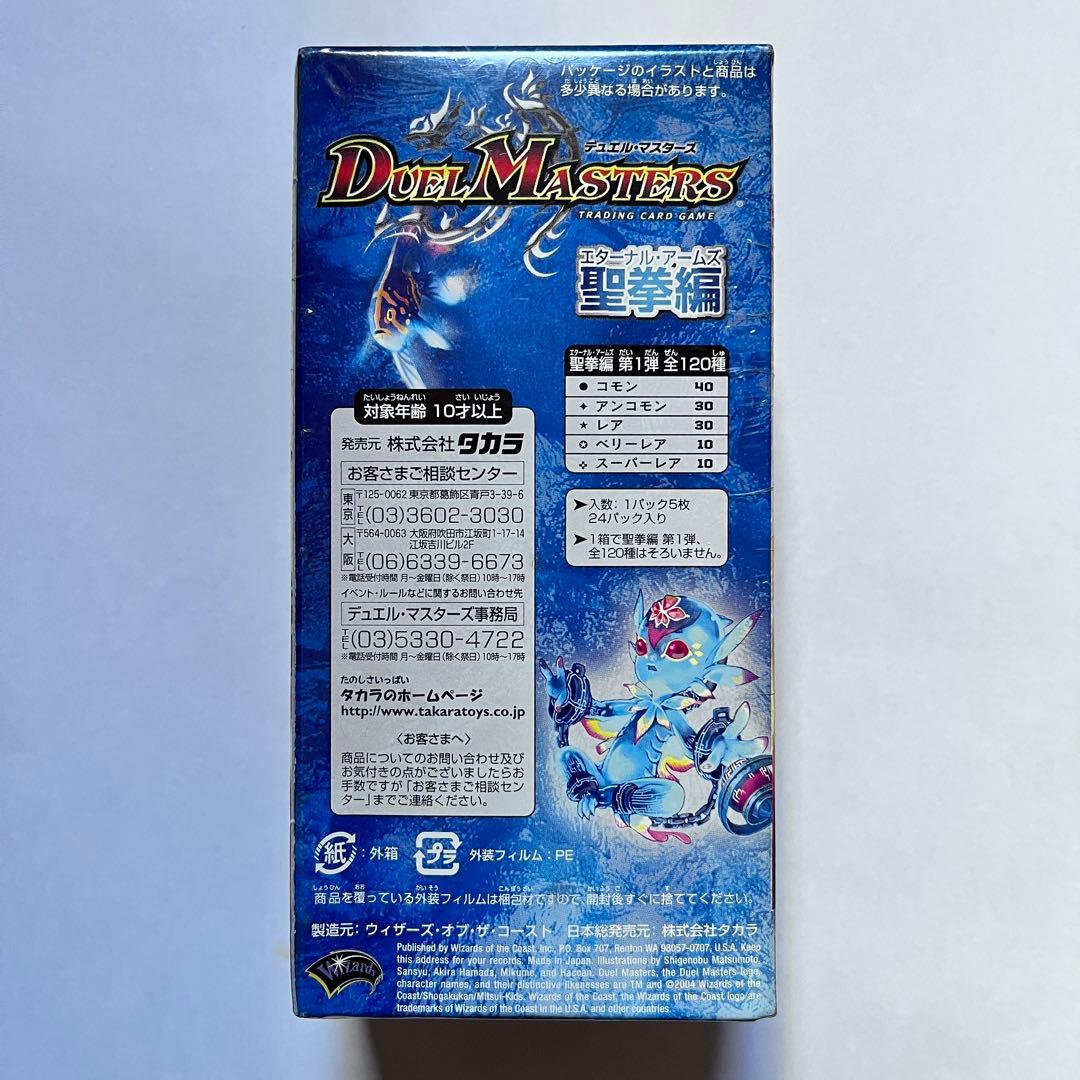 パッケージのイラストと商品は
多少異なる場合があります。
デュエル・マスターズ
DUEL MASTERS
TRADING CARD GAME
エターナル・アームズ
聖拳編
聖拳編 第1弾 全120種
● コモン 40
✦ アンコモン 30
★ レア 30
✪ ベリーレア 10
スーパーレア 10
➤入数: 1パック5枚
24パック入り
➤1箱で聖拳編 第1弾、
全120種はそろいません。
対象年齢 10才以上
発売元 株式会社タカラ
お客さまご相談センター
東京 〒125-0062 東京都葛飾区青戸3-39-6
TEL(03)3602-3030
大阪 〒564-0063 大阪府吹田市江坂町1-17-14
江坂吉川ビル2F
TEL(06)6339-6673
※電話受付時間 月～金曜日(除く祭日)10時～17時
イベント・ルールなどに関するお問い合わせ先
デュエル・マスターズ事務局
TEL(03)5330-4722
※電話受付時間 月～金曜日(除く祭日)10時～17時
たのしさいっぱい
タカラのホームページ
http://www.takaratoys.co.jp
〈お客さまへ〉
商品についてのお問い合わせ及び
お気付きの点がございましたらお
手数ですが「お客さまご相談セン
ター」までご連絡ください。
紙:外箱 プラ 外装フィルム:PE
商品を覆っている外装フィルムは梱包材ですので、開封後すぐに捨ててください。
製造元: ウィザーズ・オブ・ザ・コースト 日本総発売元: 株式会社タカラ
Wizards
Published by Wizards of the Coast, Inc., P.O. Box 707, Renton WA 98057-0707, U.S.A. Keep
this address for your records. Made in Japan. Illustrations by Shigenobu Matsumoto,
Sansyu, Akira Hamada, Mikumo, and Haccan. Duel Masters, the Duel Masters logo,
character names, and their distinctive likenesses are TM and ©2004 Wizards of the
Coast/Shogakukan/Mitsui-Kids. Wizards of the Coast, the Wizards of the Coast logo are
trademarks of Wizards of the Coast in the U.S.A. and other countries.